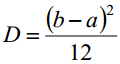 D = (b − a)² / 12